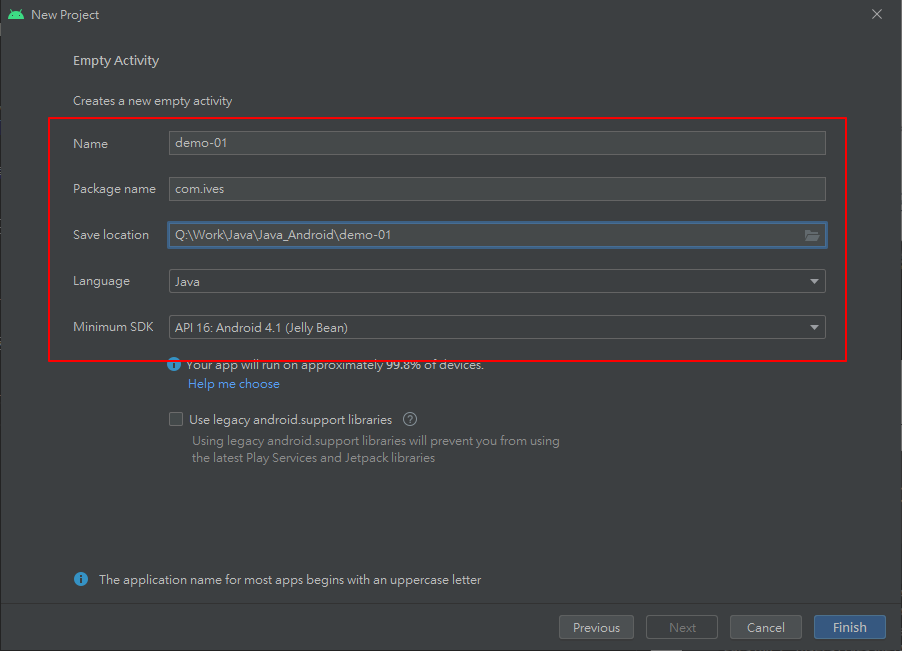 New Project
Empty Activity
Creates a new empty activity
Name demo-01
Package name com.ives
Save location Q:\Work\Java\Java_Android\demo-01
Language Java
Minimum SDK API 16: Android 4.1 (Jelly Bean)
Your app will run on approximately 99.8% of devices.
Help me choose
Use legacy android.support libraries ?
Using legacy android.support libraries will prevent you from using
the latest Play Services and Jetpack libraries
The application name for most apps begins with an uppercase letter
Previous Next Cancel Finish